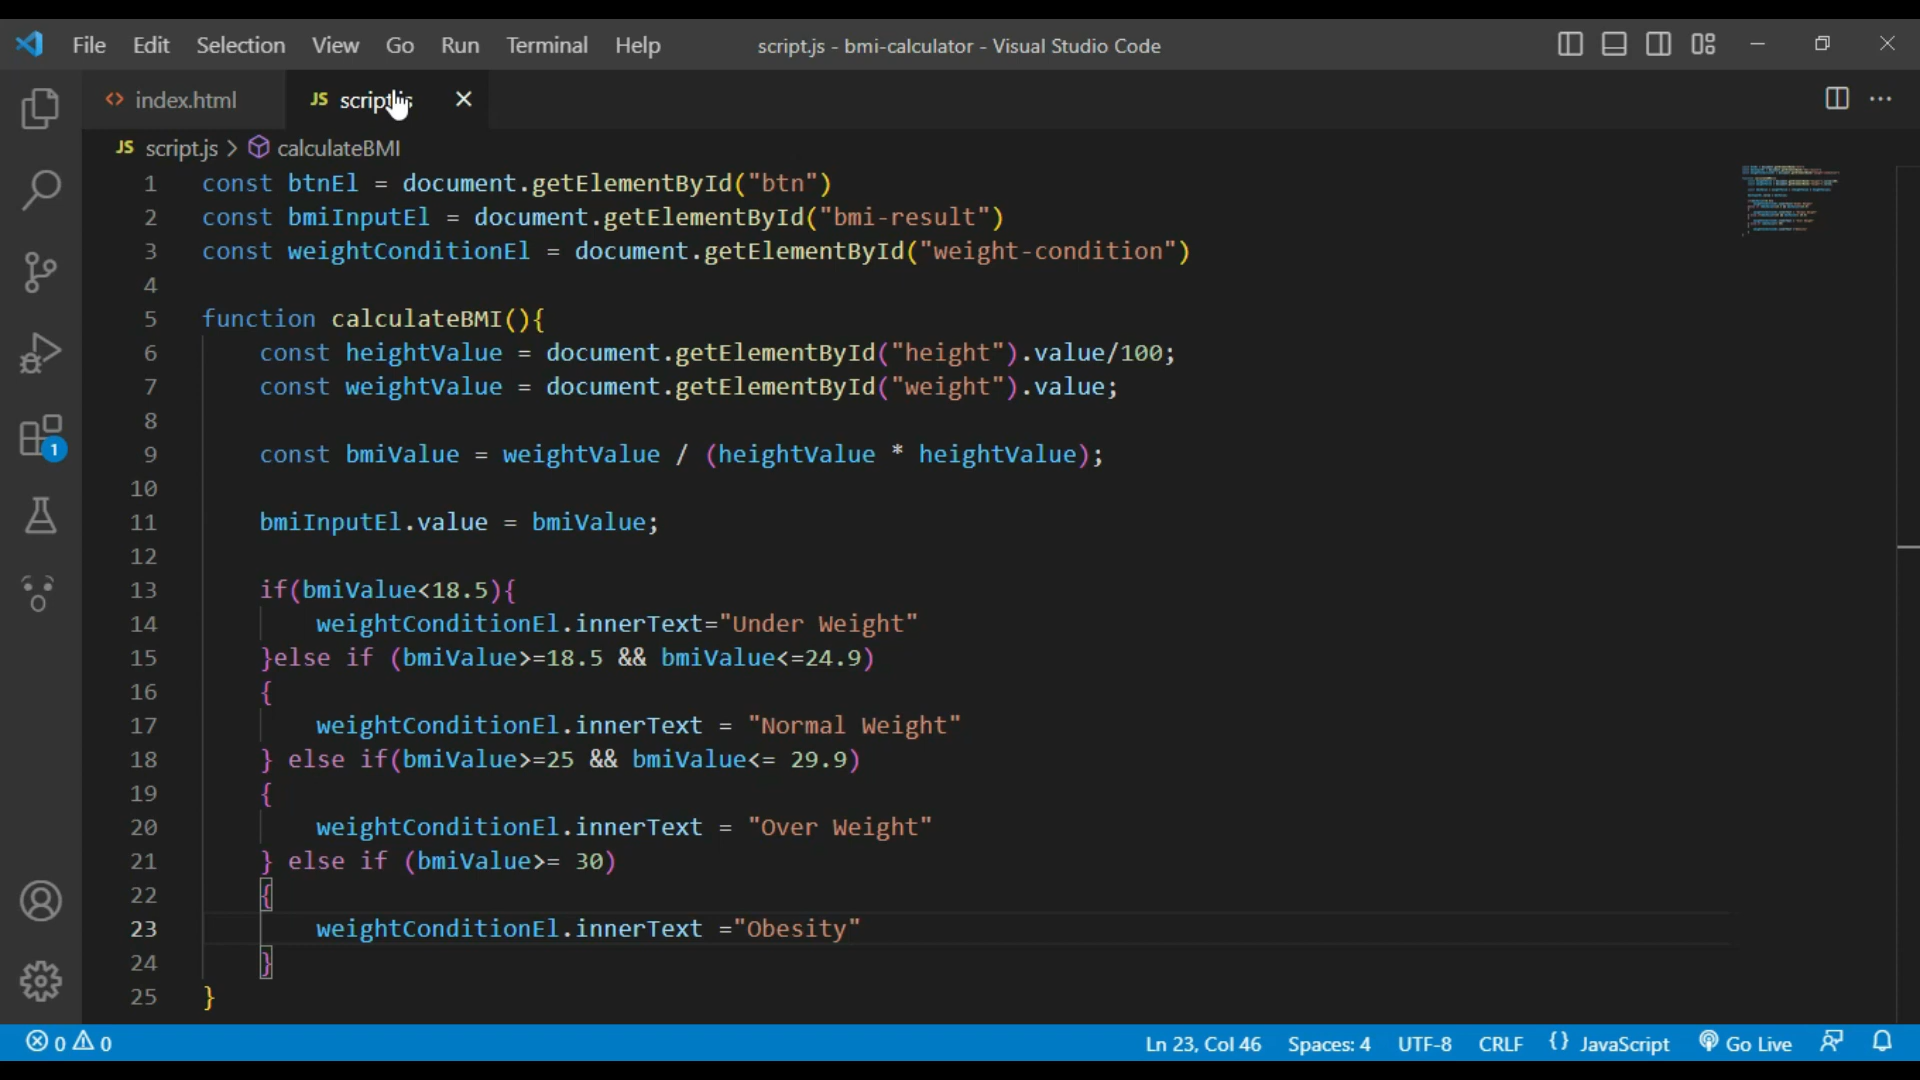 File Edit Selection View Go Run Terminal Help script.js - bmi-calculator - Visual Studio Code
index.html JS script.js
JS script.js > calculateBMI
1 const btnEl = document.getElementById("btn")
2 const bmiInputEl = document.getElementById("bmi-result")
3 const weightConditionEl = document.getElementById("weight-condition")
4
5 function calculateBMI(){
6 const heightValue = document.getElementById("height").value/100;
7 const weightValue = document.getElementById("weight").value;
8
9 const bmiValue = weightValue / (heightValue * heightValue);
10
11 bmiInputEl.value = bmiValue;
12
13 if(bmiValue<18.5){
14 weightConditionEl.innerText="Under Weight"
15 }else if (bmiValue>=18.5 && bmiValue<=24.9)
16 {
17 weightConditionEl.innerText = "Normal Weight"
18 } else if(bmiValue>=25 && bmiValue<= 29.9)
19 {
20 weightConditionEl.innerText = "Over Weight"
21 } else if (bmiValue>= 30)
22 {
23 weightConditionEl.innerText ="Obesity"
24 }
25 }
1
0 0 Ln 23, Col 46 Spaces: 4 UTF-8 CRLF {} JavaScript Go Live